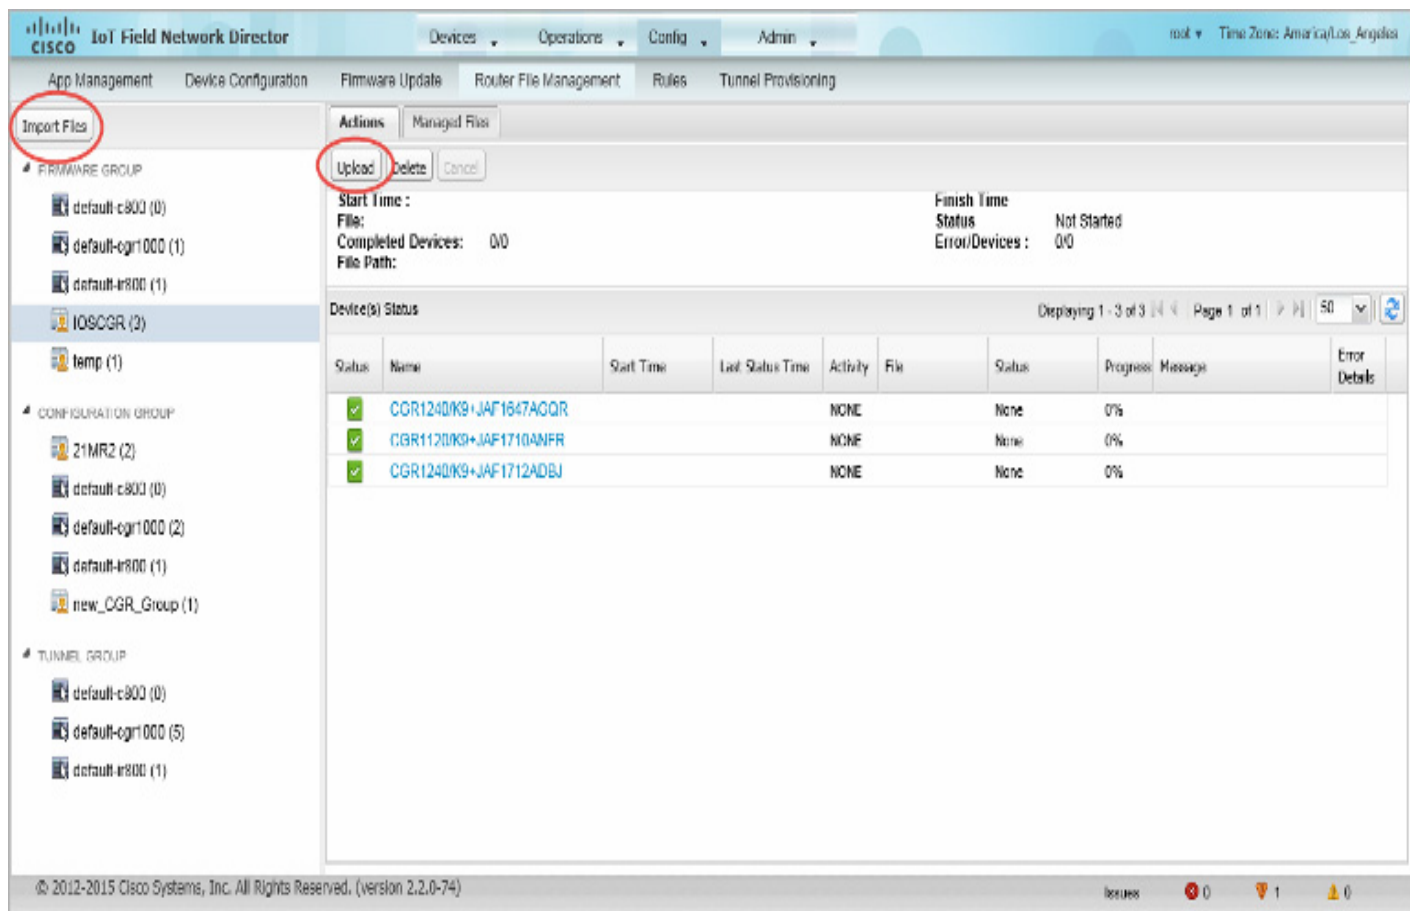 CISCO IoT Field Network Director Devices Operations Config Admin root Time Zone: America/Los_Angeles
App Management Device Configuration Firmware Update Router File Management Rules Tunnel Provisioning
Import Files
Actions Managed Files
Upload Delete Cancel
Start Time :
File:
Completed Devices: 0/0
File Path:
Finish Time
Status Not Started
Error/Devices : 0/0
FIRMWARE GROUP
default-c800 (0)
default-cgr1000 (1)
default-ir800 (1)
IOSCGR (3)
temp (1)
CONFIGURATION GROUP
21MR2 (2)
default-c800 (0)
default-cgr1000 (2)
default-ir800 (1)
new_CGR_Group (1)
TUNNEL GROUP
default-c800 (0)
default-cgr1000 (5)
default-ir800 (1)
Device(s) Status Displaying 1 - 3 of 3 Page 1 of 1 50
Status Name Start Time Last Status Time Activity File Status Progress Message Error Details
CGR1240/K9+JAF1647AGQR NONE None 0%
CGR1120/K9+JAF1710ANFR NONE None 0%
CGR1240/K9+JAF1712ADBJ NONE None 0%
© 2012-2015 Cisco Systems, Inc. All Rights Reserved. (version 2.2.0-74) Issues 0 1 0